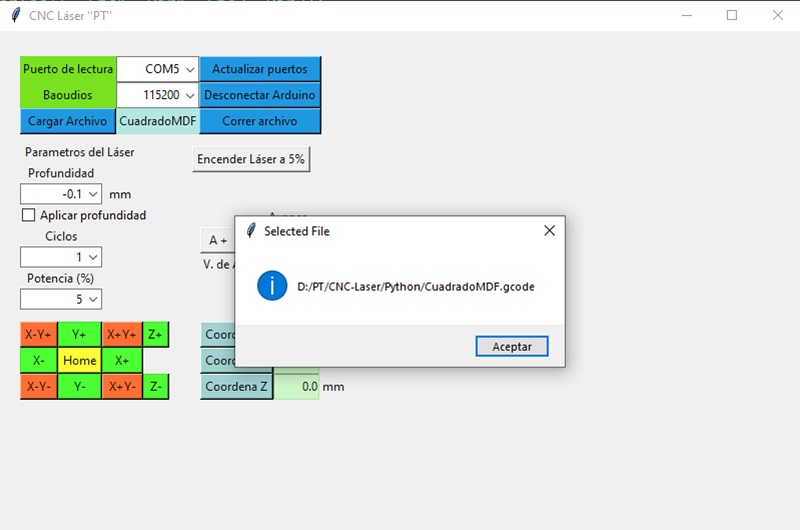 CNC Láser "PT"
Puerto de lectura COM5 Actualizar puertos
Baoudios 115200 Desconectar Arduino
Cargar Archivo CuadradoMDF Correr archivo
Parametros del Láser
Encender Láser a 5%
Profundidad
-0.1 mm
Aplicar profundidad
Ciclos
1
A +
V. de
Potencia (%)
5
Selected File
D:/PT/CNC-Laser/Python/CuadradoMDF.gcode
Aceptar
X-Y+ Y+ X+Y+ Z+
X- Home X+
X-Y- Y- X+Y- Z-
Coordena Z 0.0 mm